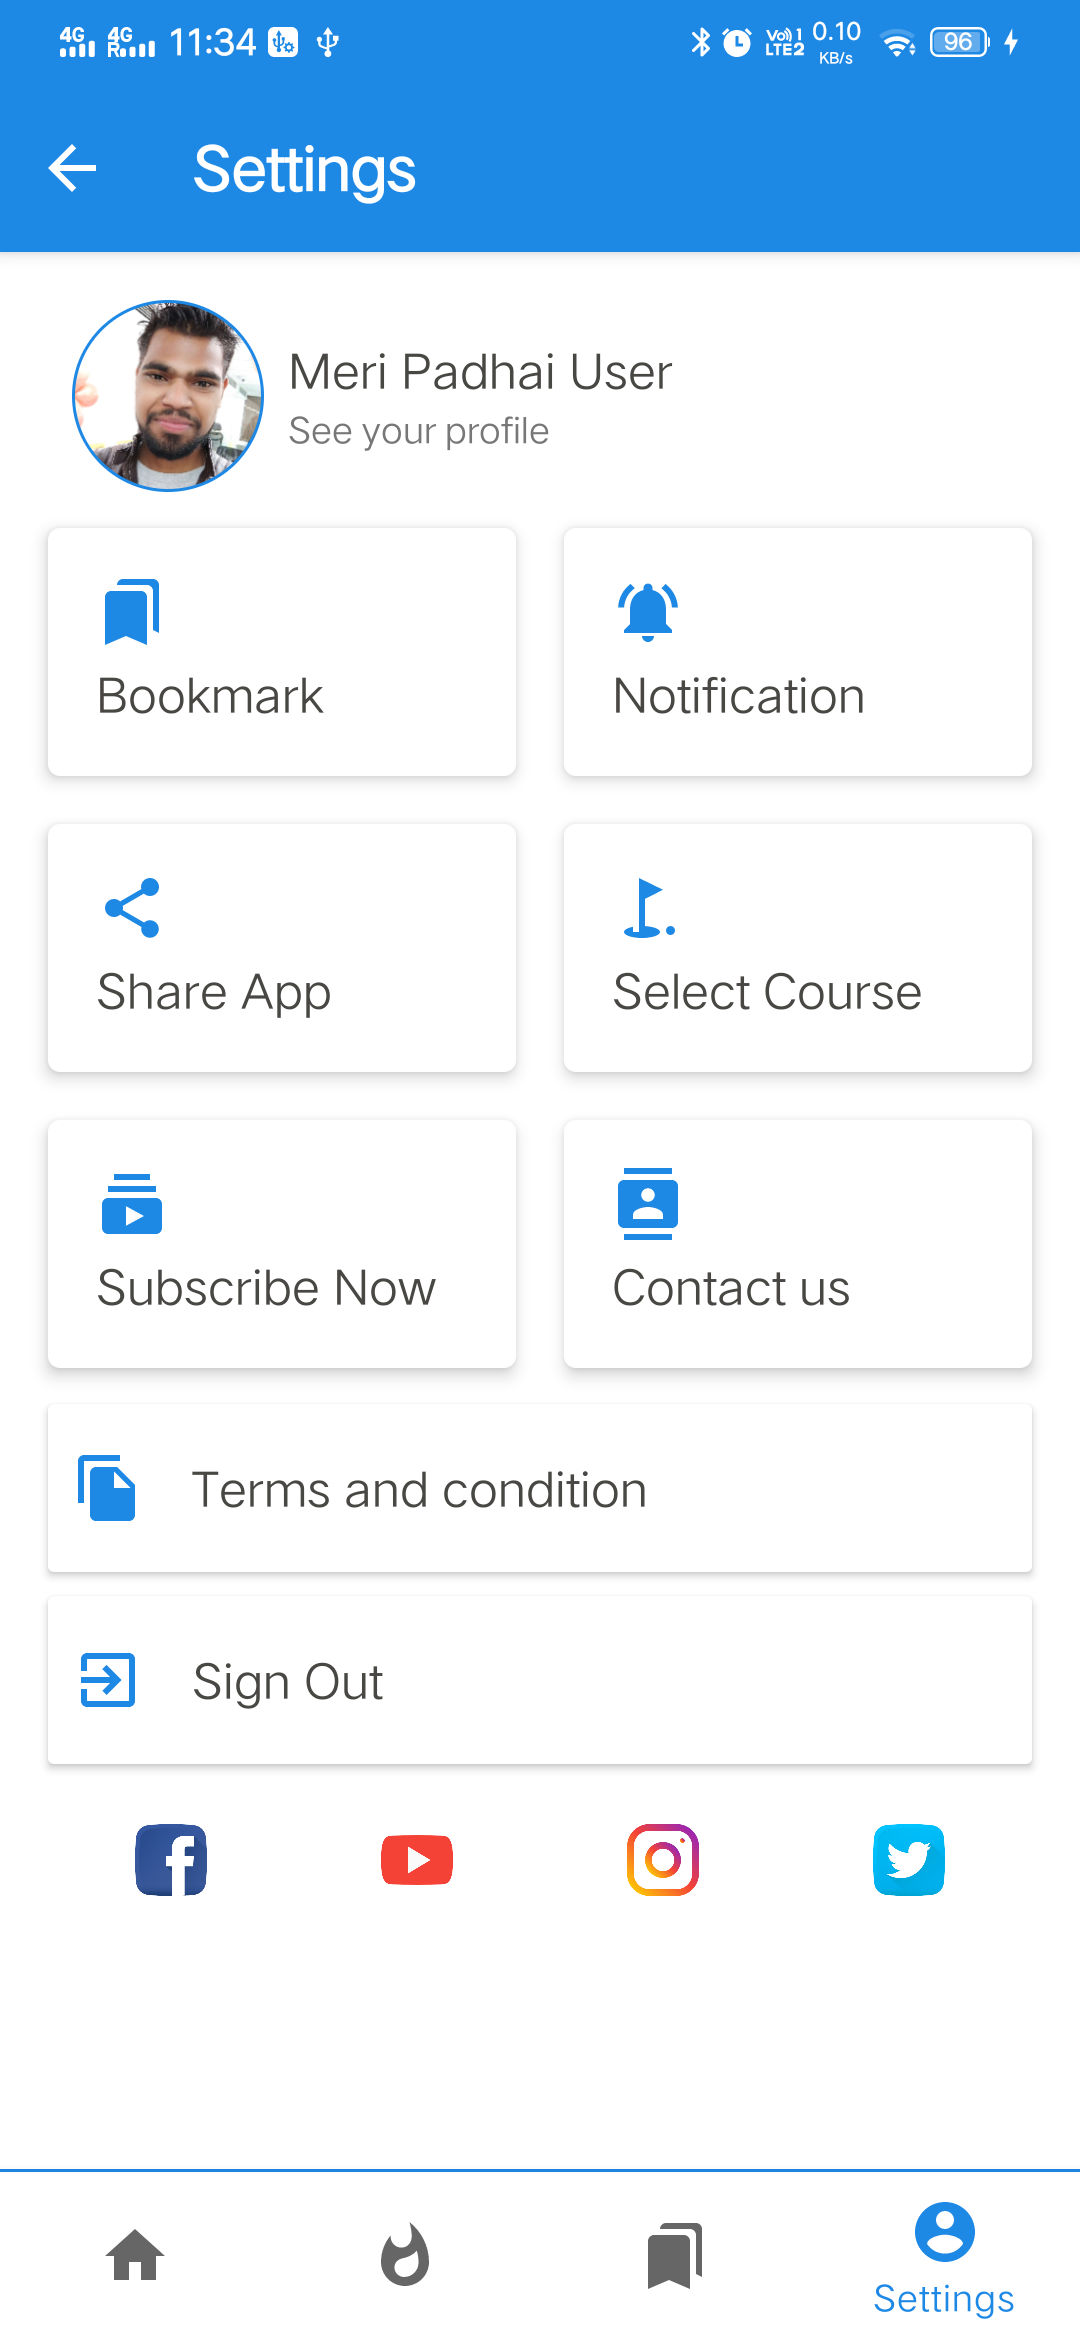 4G 4G R 11:34 Vo) 1 LTE2 0.10 KB/s 96
Settings
Meri Padhai User
See your profile
Bookmark
Notification
Share App
Select Course
Subscribe Now
Contact us
Terms and condition
Sign Out
Settings